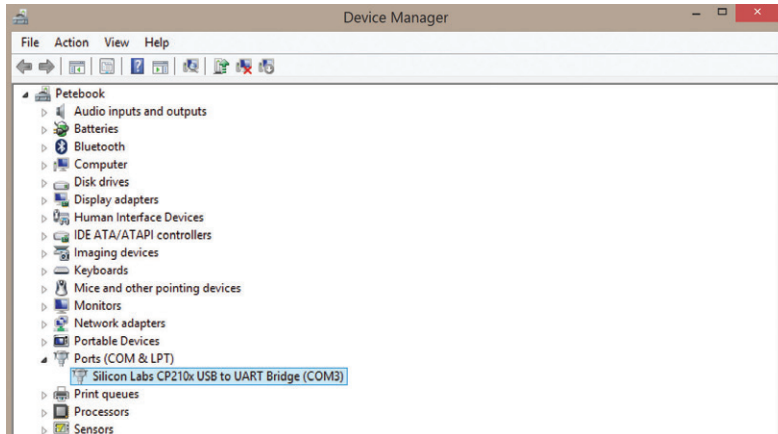 Device Manager
File Action View Help
Petebook
Audio inputs and outputs
Batteries
Bluetooth
Computer
Disk drives
Display adapters
Human Interface Devices
IDE ATA/ATAPI controllers
Imaging devices
Keyboards
Mice and other pointing devices
Monitors
Network adapters
Portable Devices
Ports (COM & LPT)
Silicon Labs CP210x USB to UART Bridge (COM3)
Print queues
Processors
Sensors